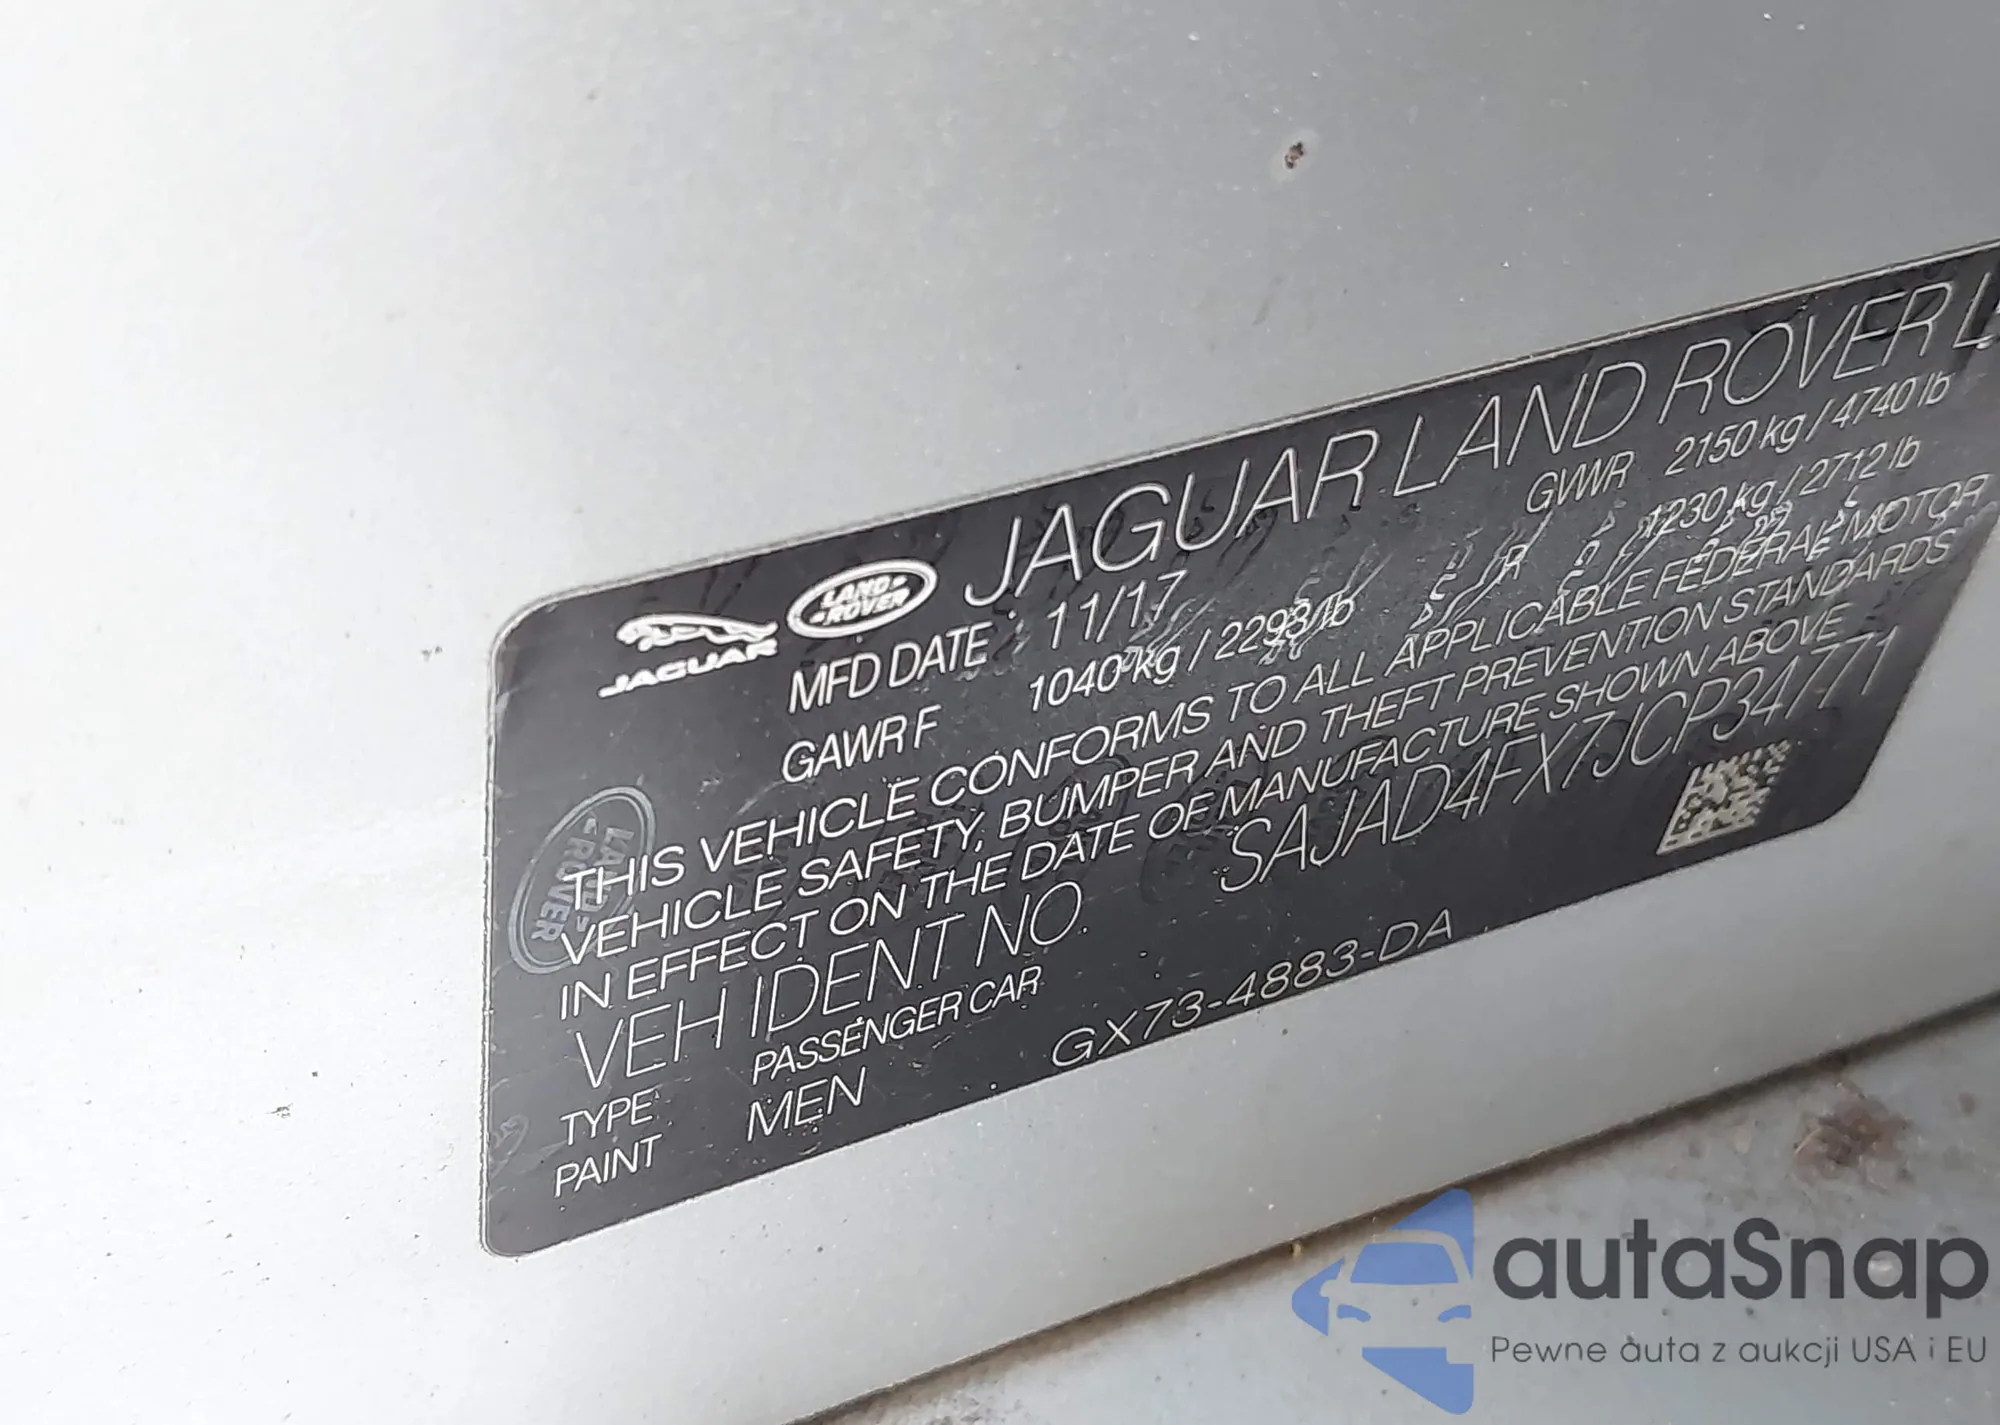 JAGUAR
LAND ROVER
JAGUAR LAND ROVER
MFD DATE 11/17 GVWR 2150 kg / 4740 lb
GAWR F 1040 kg / 2293 lb R 1230 kg / 2712 lb
THIS VEHICLE CONFORMS TO ALL APPLICABLE FEDERAL MOTOR
VEHICLE SAFETY, BUMPER AND THEFT PREVENTION STANDARDS
IN EFFECT ON THE DATE OF MANUFACTURE SHOWN ABOVE
VEH IDENT NO. SAJAD4FX7JCP34771
TYPE PASSENGER CAR
PAINT MEN GX73-4883-DA
LAND ROVER
autaSnap
Pewne auta z aukcji USA i EU